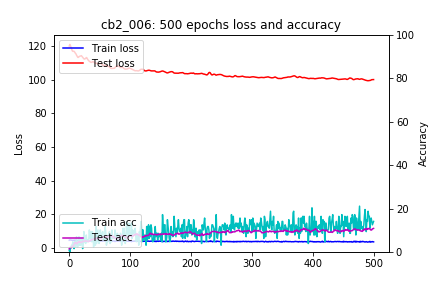 cb2_006: 500 epochs loss and accuracy
Train loss
Test loss
Train acc
Test acc
Loss
0
20
40
60
80
100
120
Accuracy
0
20
40
60
80
100
0
100
200
300
400
500